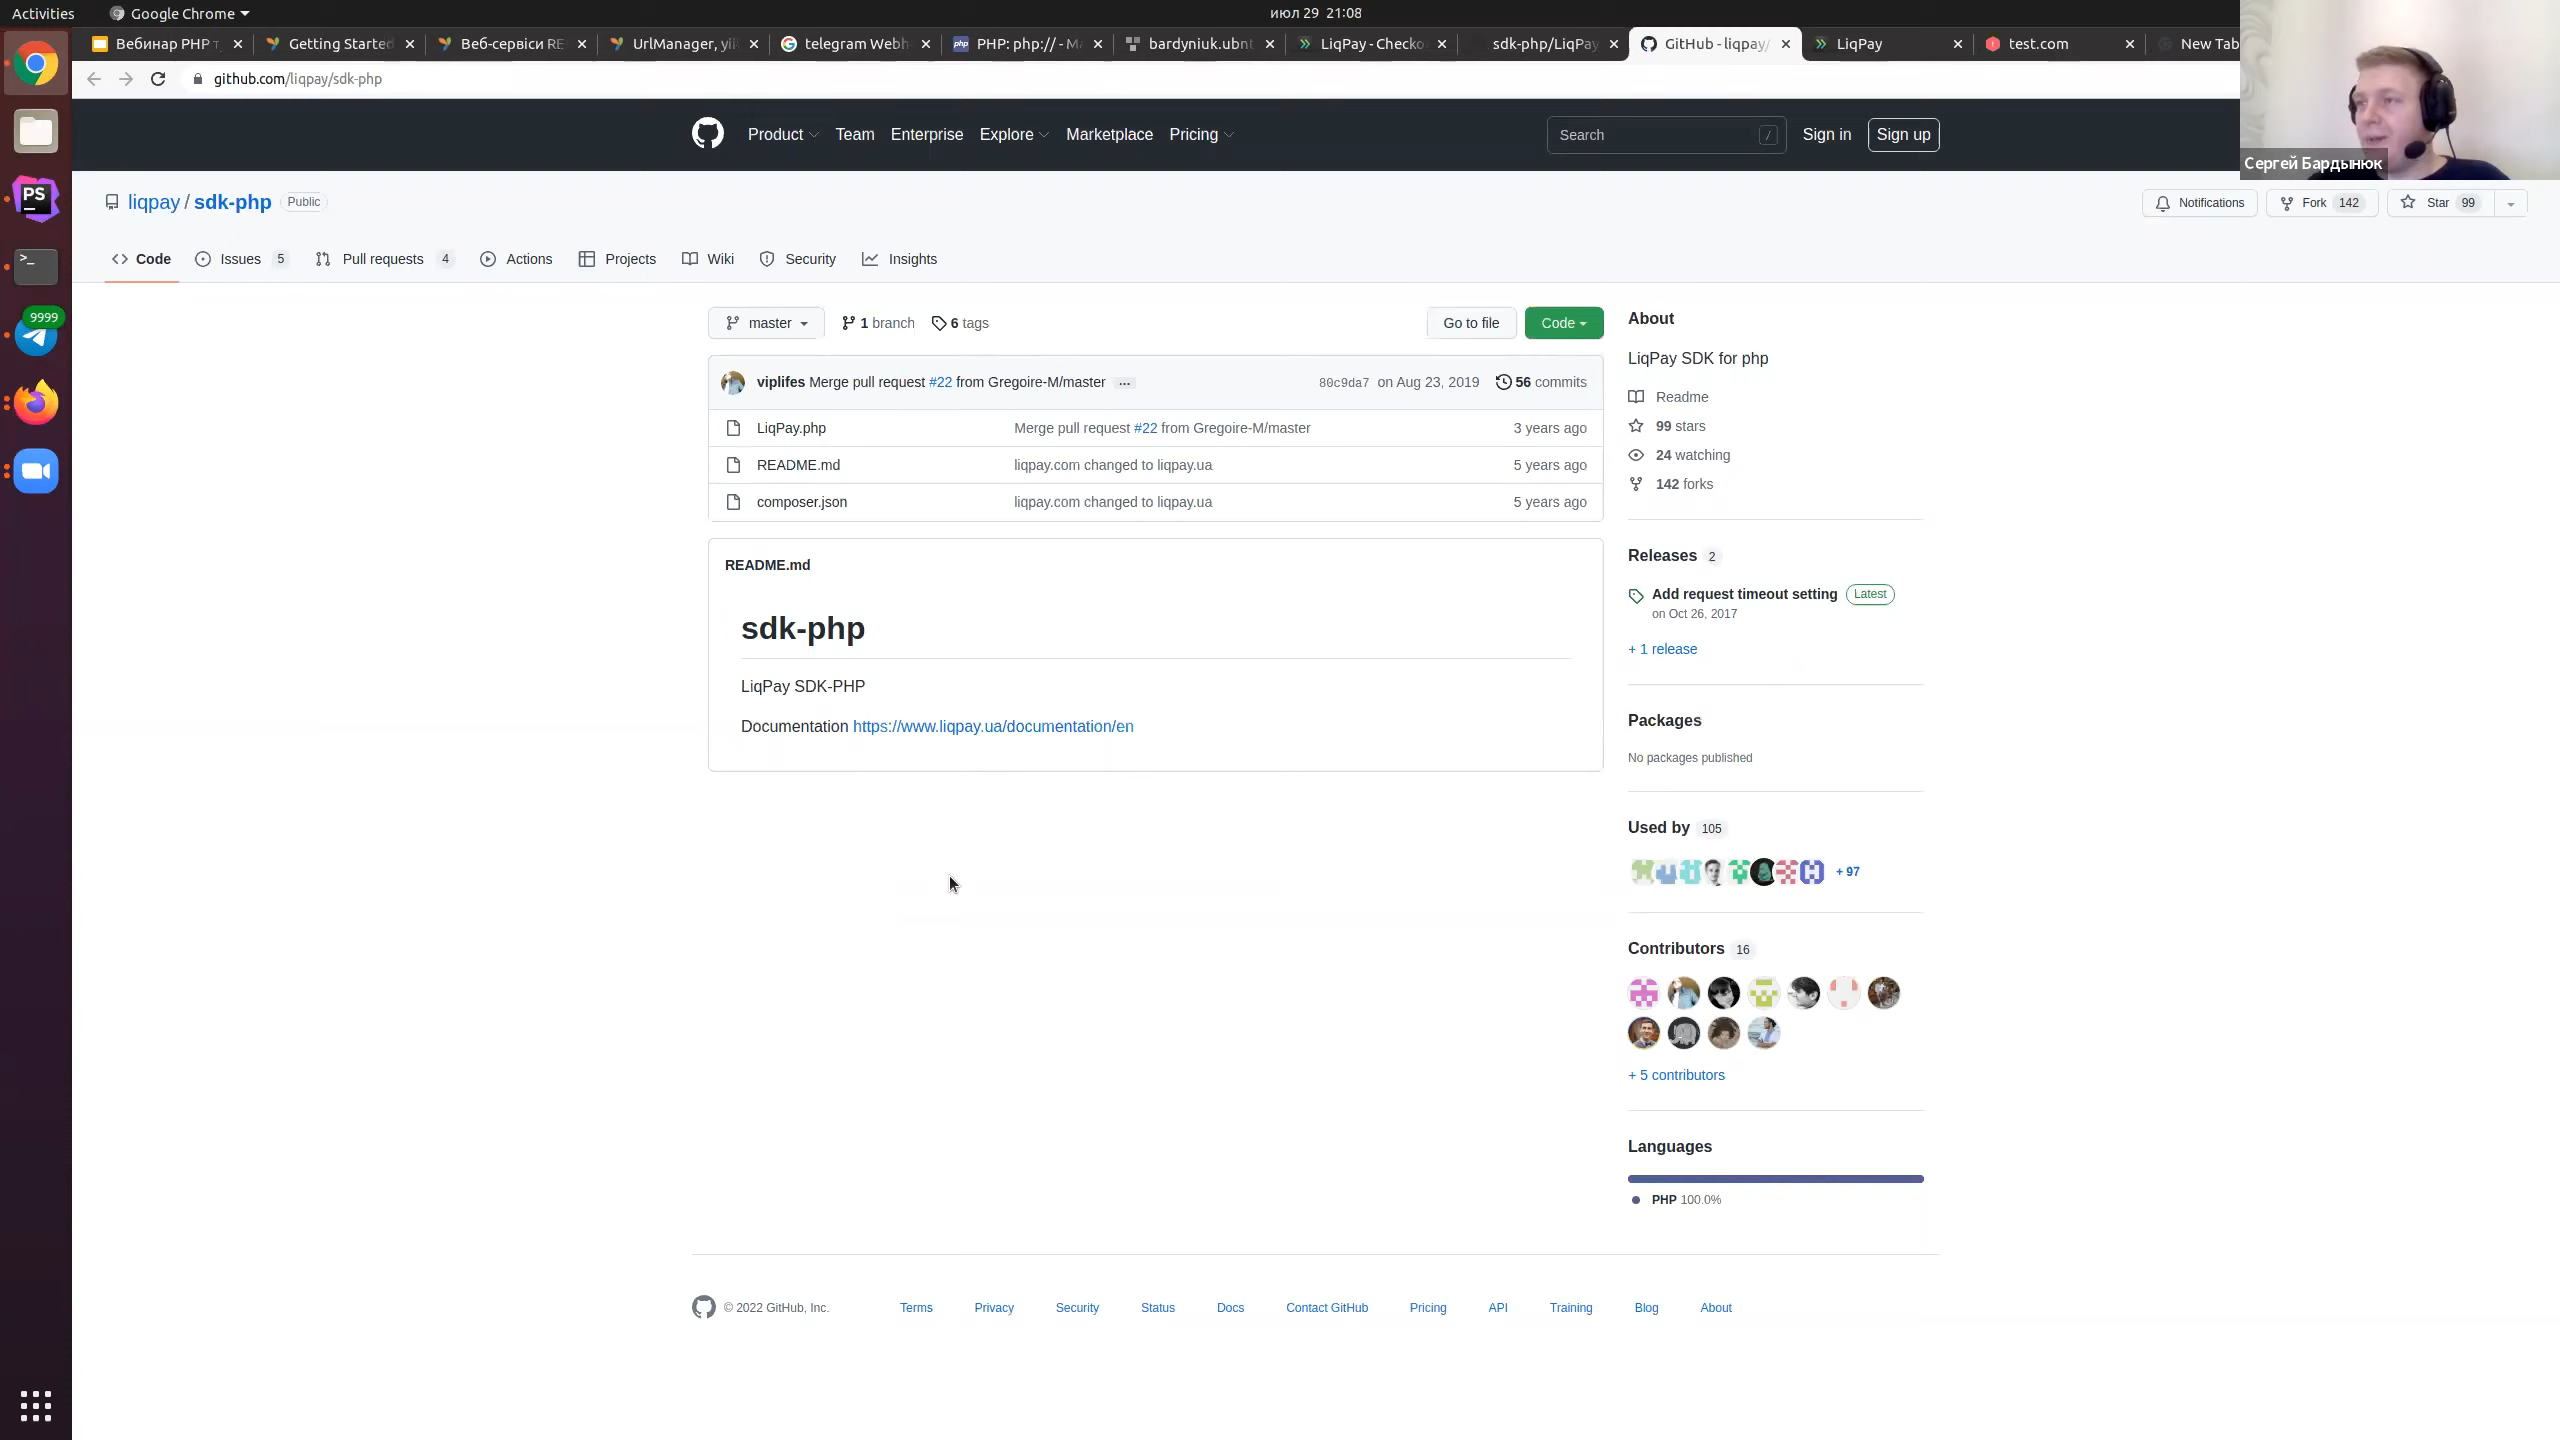 Activities Google Chrome июл 29 21:08
Вебинар PHP Getting Started Веб-сервіси RE UrlManager, yii telegram Webh PHP: php:// - Ma bardyniuk.ubnt LiqPay - Checko sdk-php/LiqPay GitHub - liqpay/ LiqPay test.com New Tab
github.com/liqpay/sdk-php
Product Team Enterprise Explore Marketplace Pricing Search / Sign in Sign up
Сергей Бардынюк
liqpay / sdk-php Public Notifications Fork 142 Star 99
Code Issues 5 Pull requests 4 Actions Projects Wiki Security Insights
PS
9999
master 1 branch 6 tags Go to file Code
viplifes Merge pull request #22 from Gregoire-M/master … 80c9da7 on Aug 23, 2019 56 commits
LiqPay.php Merge pull request #22 from Gregoire-M/master 3 years ago
README.md liqpay.com changed to liqpay.ua 5 years ago
composer.json liqpay.com changed to liqpay.ua 5 years ago
README.md
sdk-php
LiqPay SDK-PHP
Documentation https://www.liqpay.ua/documentation/en
About
LiqPay SDK for php
Readme
99 stars
24 watching
142 forks
Releases 2
Add request timeout setting Latest
on Oct 26, 2017
+ 1 release
Packages
No packages published
Used by 105
+ 97
Contributors 16
+ 5 contributors
Languages
PHP 100.0%
© 2022 GitHub, Inc. Terms Privacy Security Status Docs Contact GitHub Pricing API Training Blog About